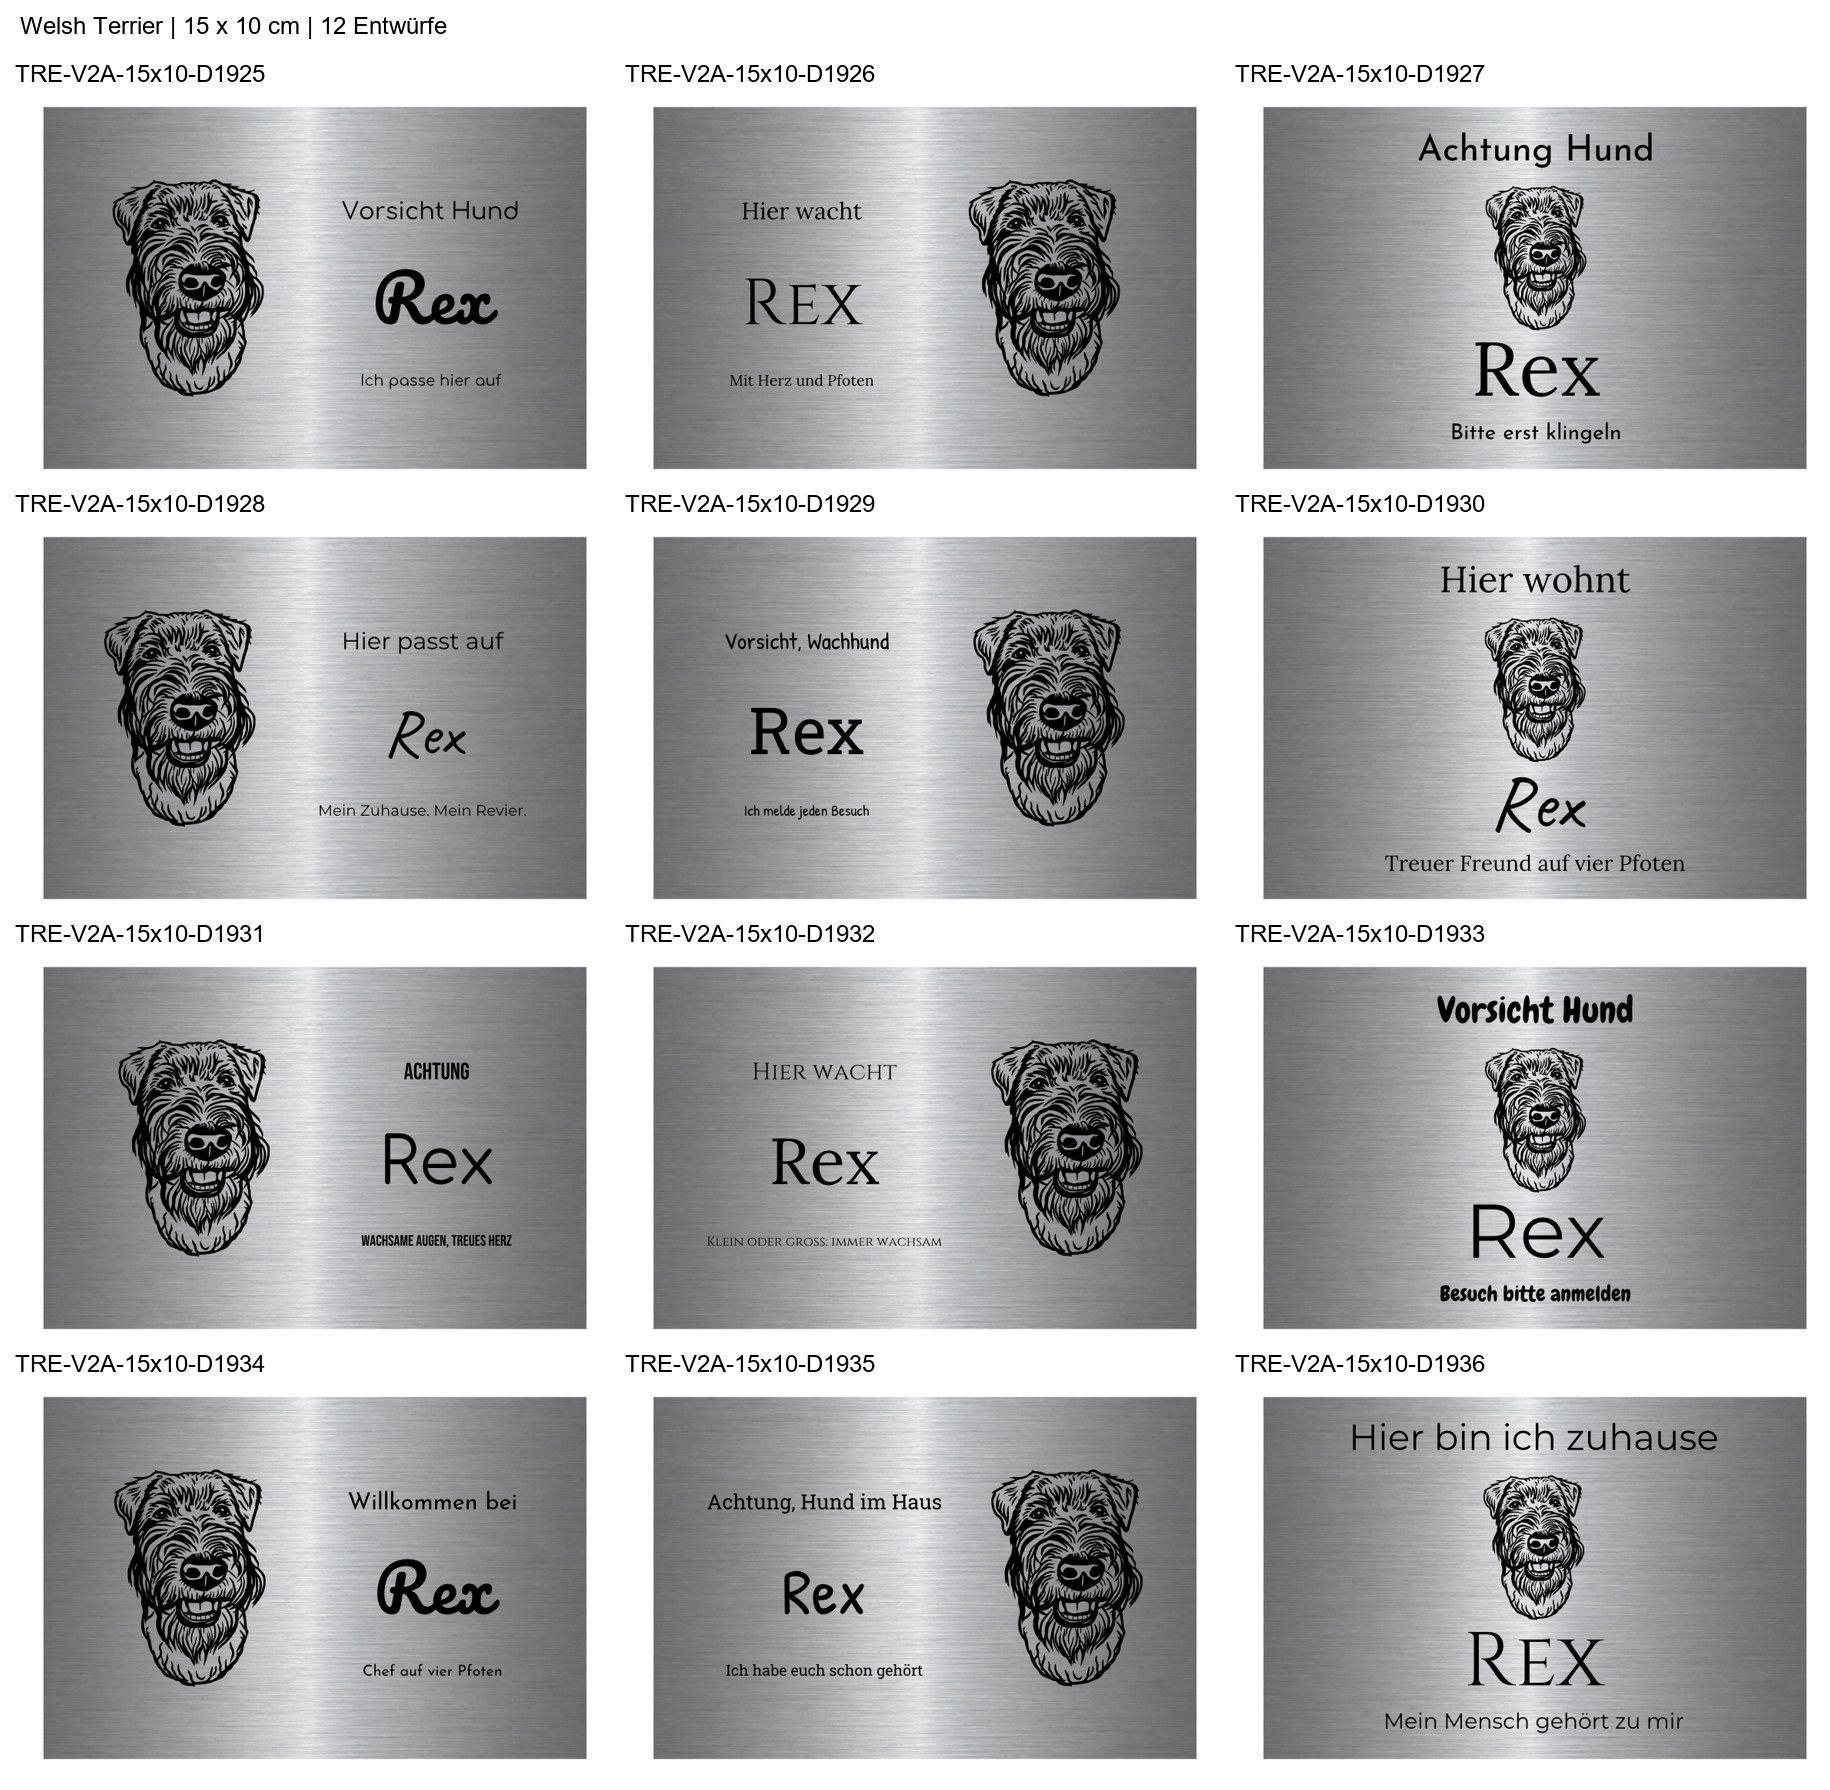 Welsh Terrier | 15 x 10 cm | 12 Entwürfe
TRE-V2A-15x10-D1925
Vorsicht Hund
Rex
Ich passe hier auf
TRE-V2A-15x10-D1926
Hier wacht
Rex
Mit Herz und Pfoten
TRE-V2A-15x10-D1927
Achtung Hund
Rex
Bitte erst klingeln
TRE-V2A-15x10-D1928
Hier passt auf
Rex
Mein Zuhause. Mein Revier.
TRE-V2A-15x10-D1929
Vorsicht, Wachhund
Rex
Ich melde jeden Besuch
TRE-V2A-15x10-D1930
Hier wohnt
Rex
Treuer Freund auf vier Pfoten
TRE-V2A-15x10-D1931
ACHTUNG
Rex
WACHSAME AUGEN, TREUES HERZ
TRE-V2A-15x10-D1932
Hier wacht
Rex
Klein oder gross: immer wachsam
TRE-V2A-15x10-D1933
Vorsicht Hund
Rex
Besuch bitte anmelden
TRE-V2A-15x10-D1934
Willkommen bei
Rex
Chef auf vier Pfoten
TRE-V2A-15x10-D1935
Achtung, Hund im Haus
Rex
Ich habe euch schon gehört
TRE-V2A-15x10-D1936
Hier bin ich zuhause
Rex
Mein Mensch gehört zu mir